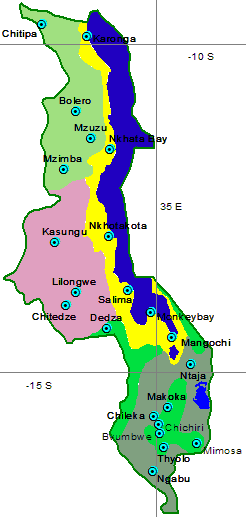 Chitipa
Karonga
-10 S
Bolero
Mzuzu
Nkhata Bay
Mzimba
35 E
Nkhotakota
Kasungu
Lilongwe
Salima
Chitedze
Monkeybay
Dedza
Mangochi
Ntaja
-15 S
Makoka
Chileka
Chichiri
Bvumbwe
Mimosa
Thyolo
Ngabu